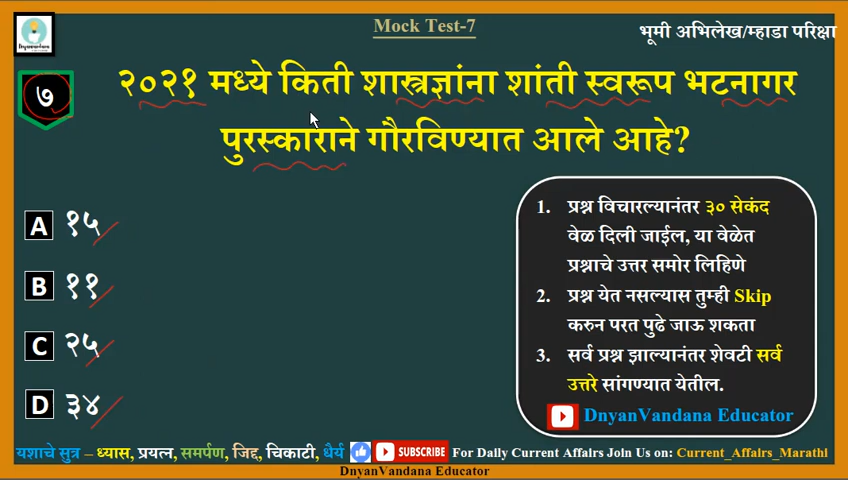 Mock Test-7
भूमी अभिलेख/म्हाडा परिक्षा
७
२०२१ मध्ये किती शास्त्रज्ञांना शांती स्वरूप भटनागर
पुरस्काराने गौरविण्यात आले आहे?
A १५
B ११
C २५
D ३४
1. प्रश्न विचारल्यानंतर ३० सेकंद
वेळ दिली जाईल, या वेळेत
प्रश्नाचे उत्तर समोर लिहिणे
2. प्रश्न येत नसल्यास तुम्ही Skip
करुन परत पुढे जाऊ शकता
3. सर्व प्रश्न झाल्यानंतर शेवटी सर्व
उत्तरे सांगण्यात येतील.
DnyanVandana Educator
यशाचे सुत्र – ध्यास, प्रयत्न, समर्पण, जिद्द, चिकाटी, धैर्य SUBSCRIBE For Daily Current Affairs Join Us on: Current_Affairs_Marathi
DnyanVandana Educator